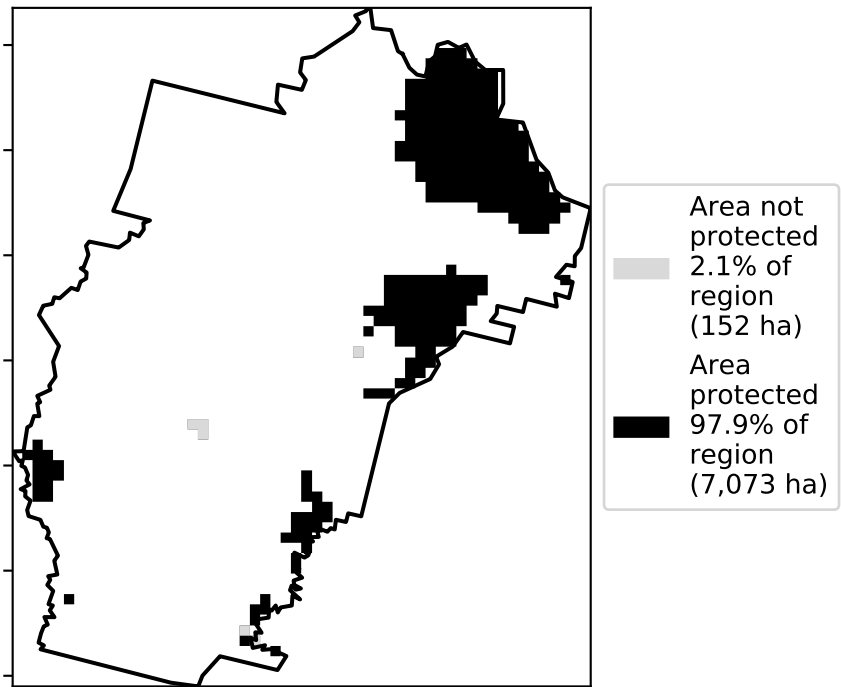 Area not
protected
2.1% of
region
(152 ha)
Area
protected
97.9% of
region
(7,073 ha)